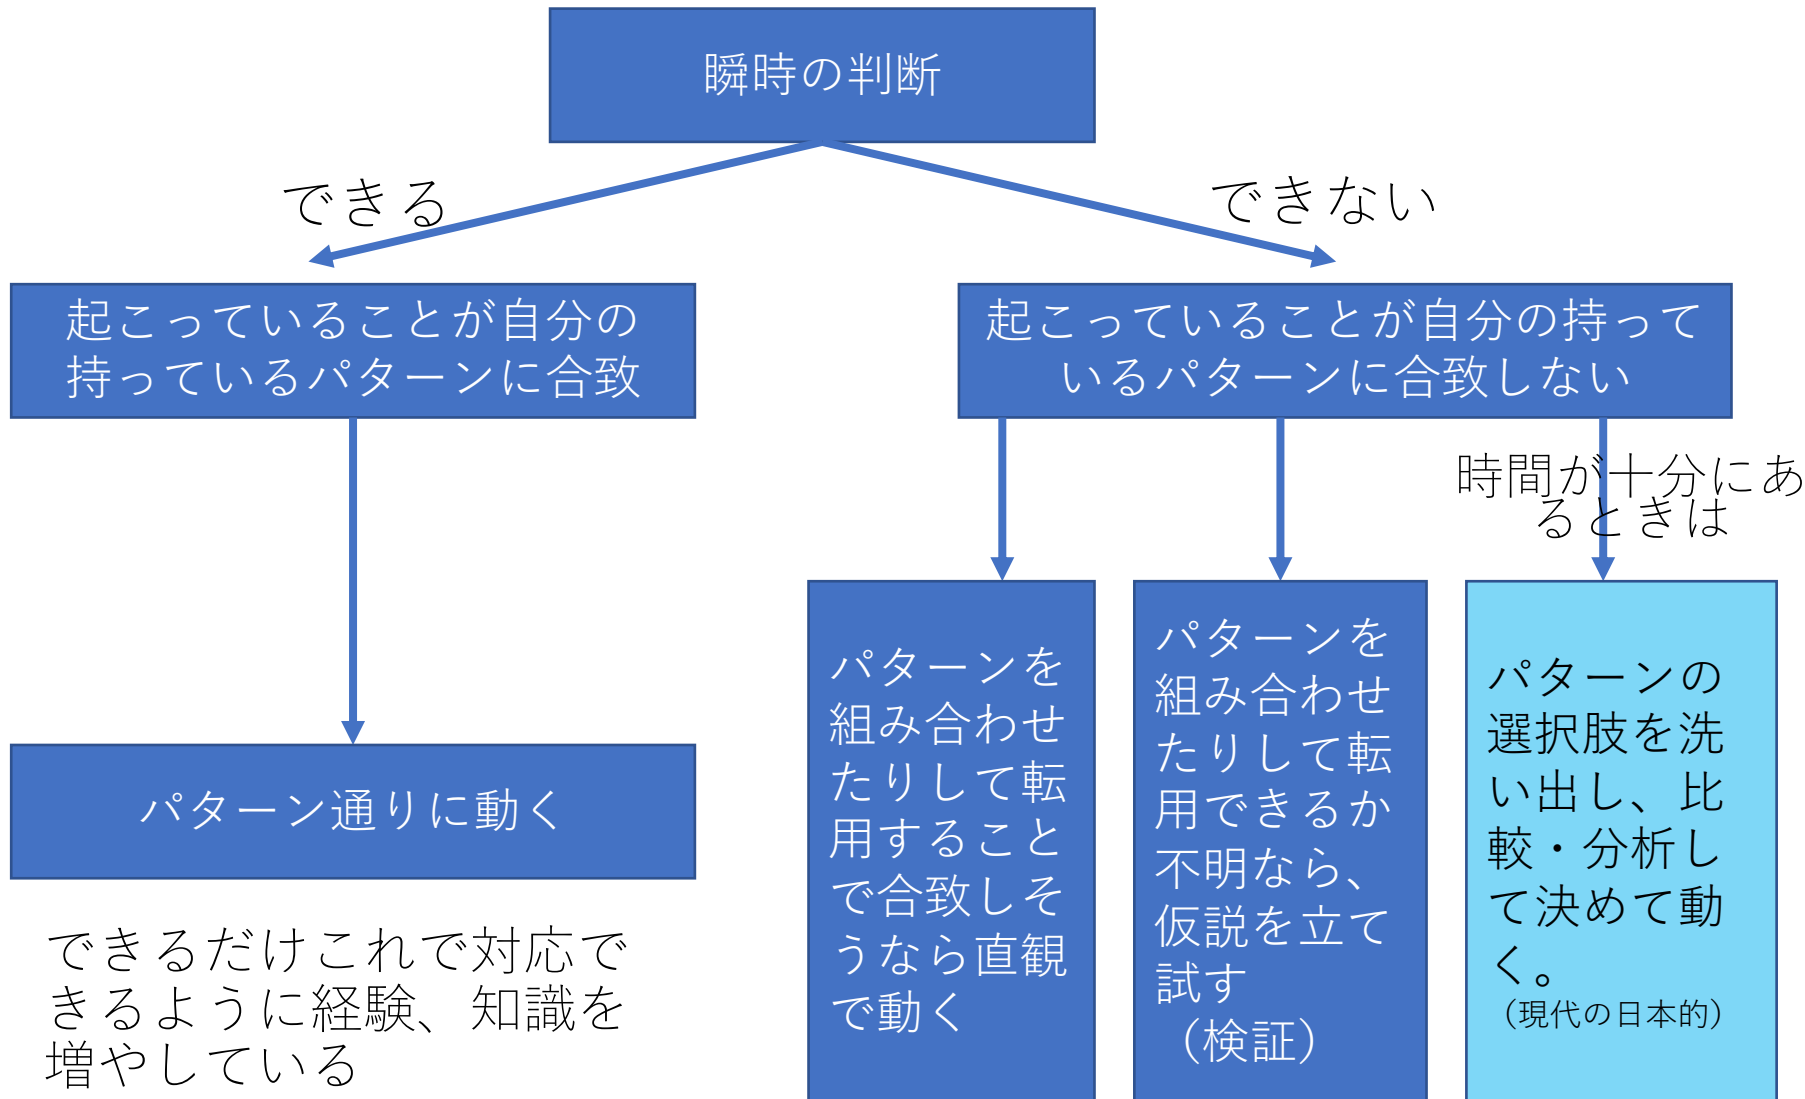 瞬時の判断
できる
できない
起こっていることが自分の
持っているパターンに合致
起こっていることが自分の持って
いるパターンに合致しない
時間が十分にあ
るときは
パターン通りに動く
できるだけこれで対応で
きるように経験、知識を
増やしている
パターンを
組み合わせ
たりして転
用すること
で合致しそ
うなら直観
で動く
パターンを
組み合わせ
たりして転
用できるか
不明なら、
仮説を立て
試す
（検証）
パターンの
選択肢を洗
い出し、比
較・分析し
て決めて動
く。
（現代の日本的）